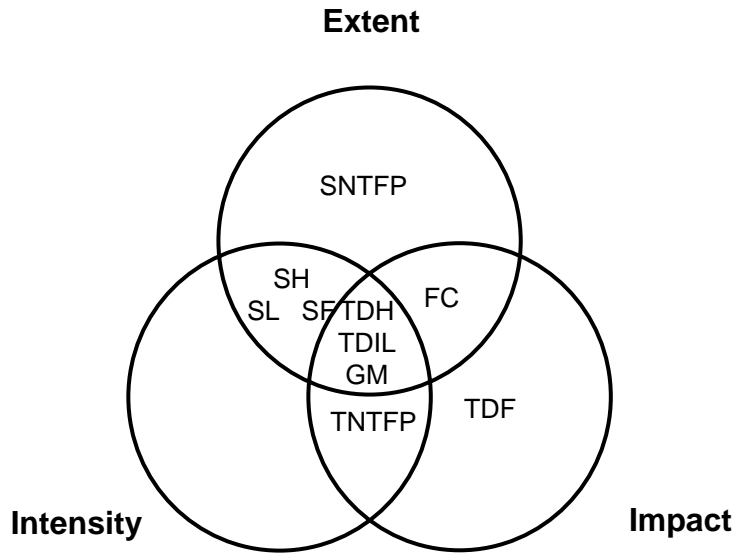 Extent
SNTFP
SH
FC
SL SF TDH
TDIL
GM
TNTFP
TDF
Intensity
Impact